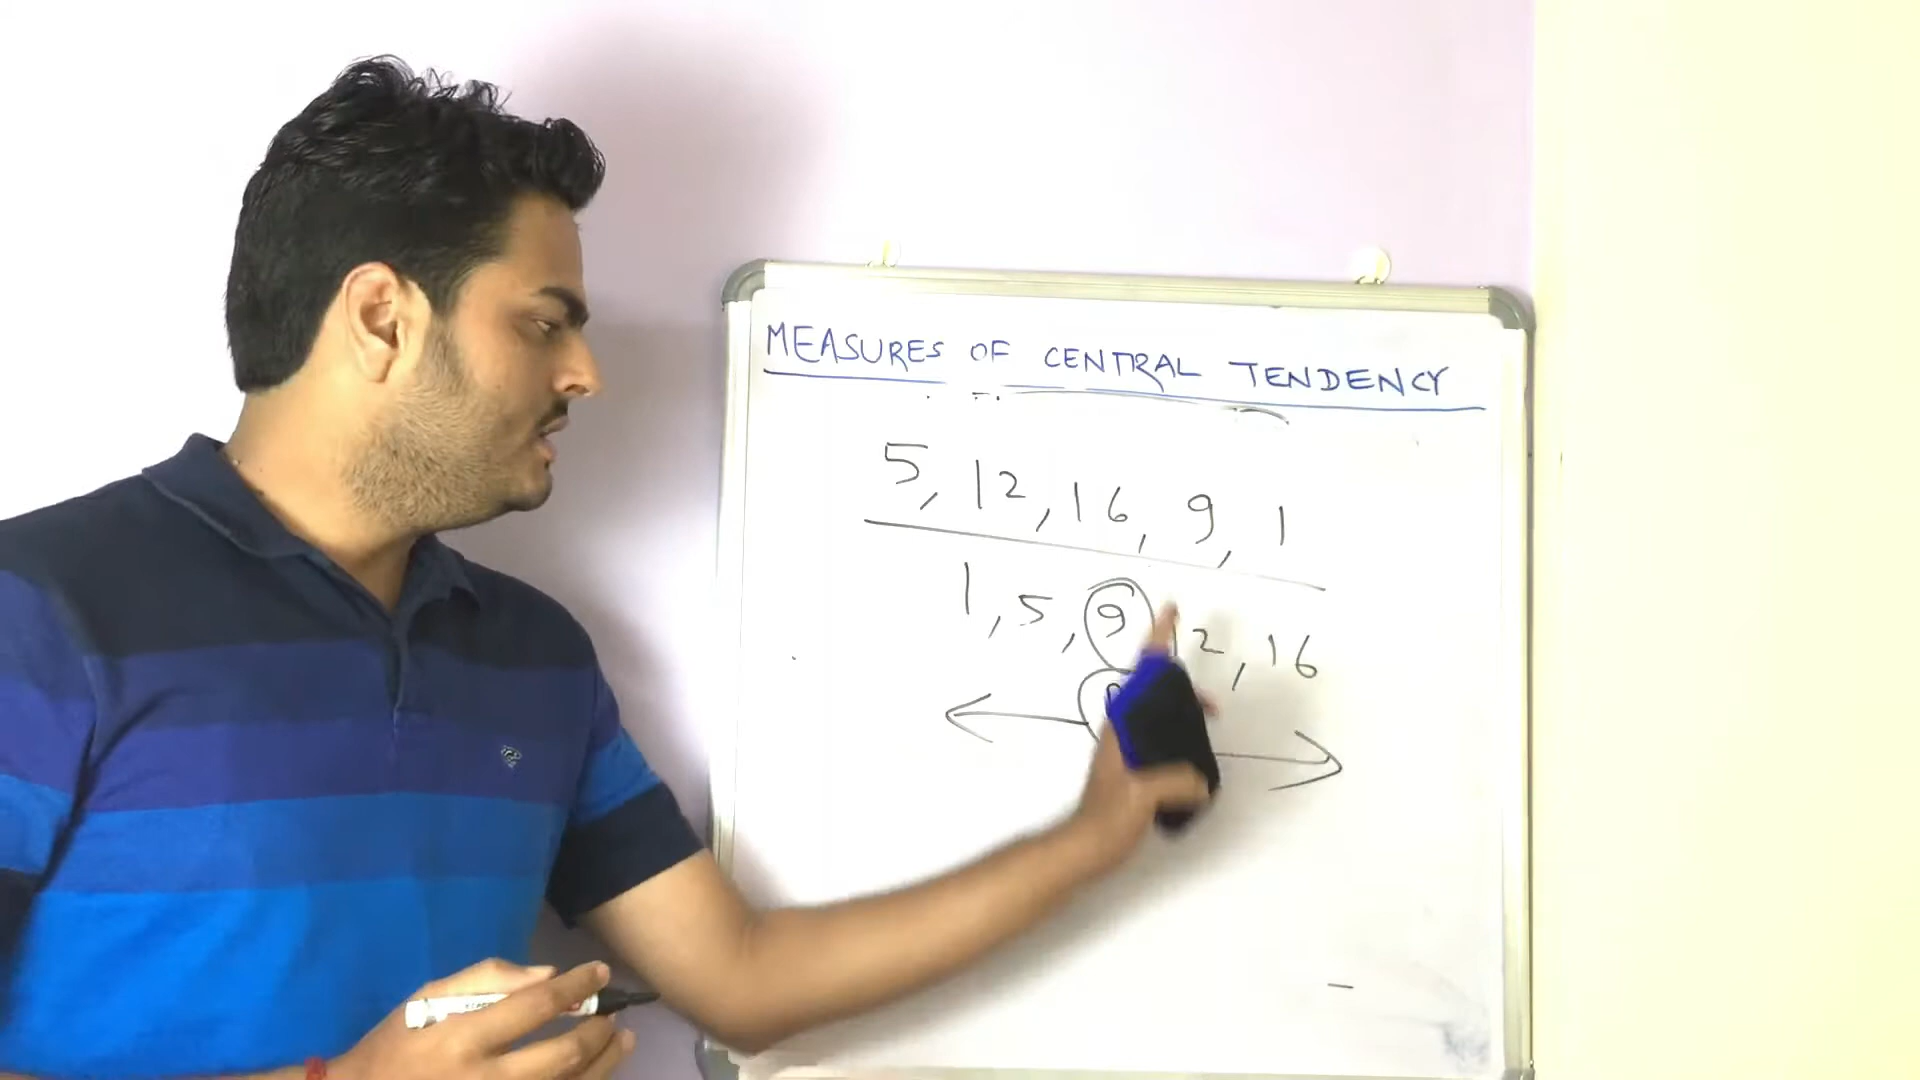 MEASURES OF CENTRAL TENDENCY
5, 12, 16, 9, 1
1, 5, 9 12, 16